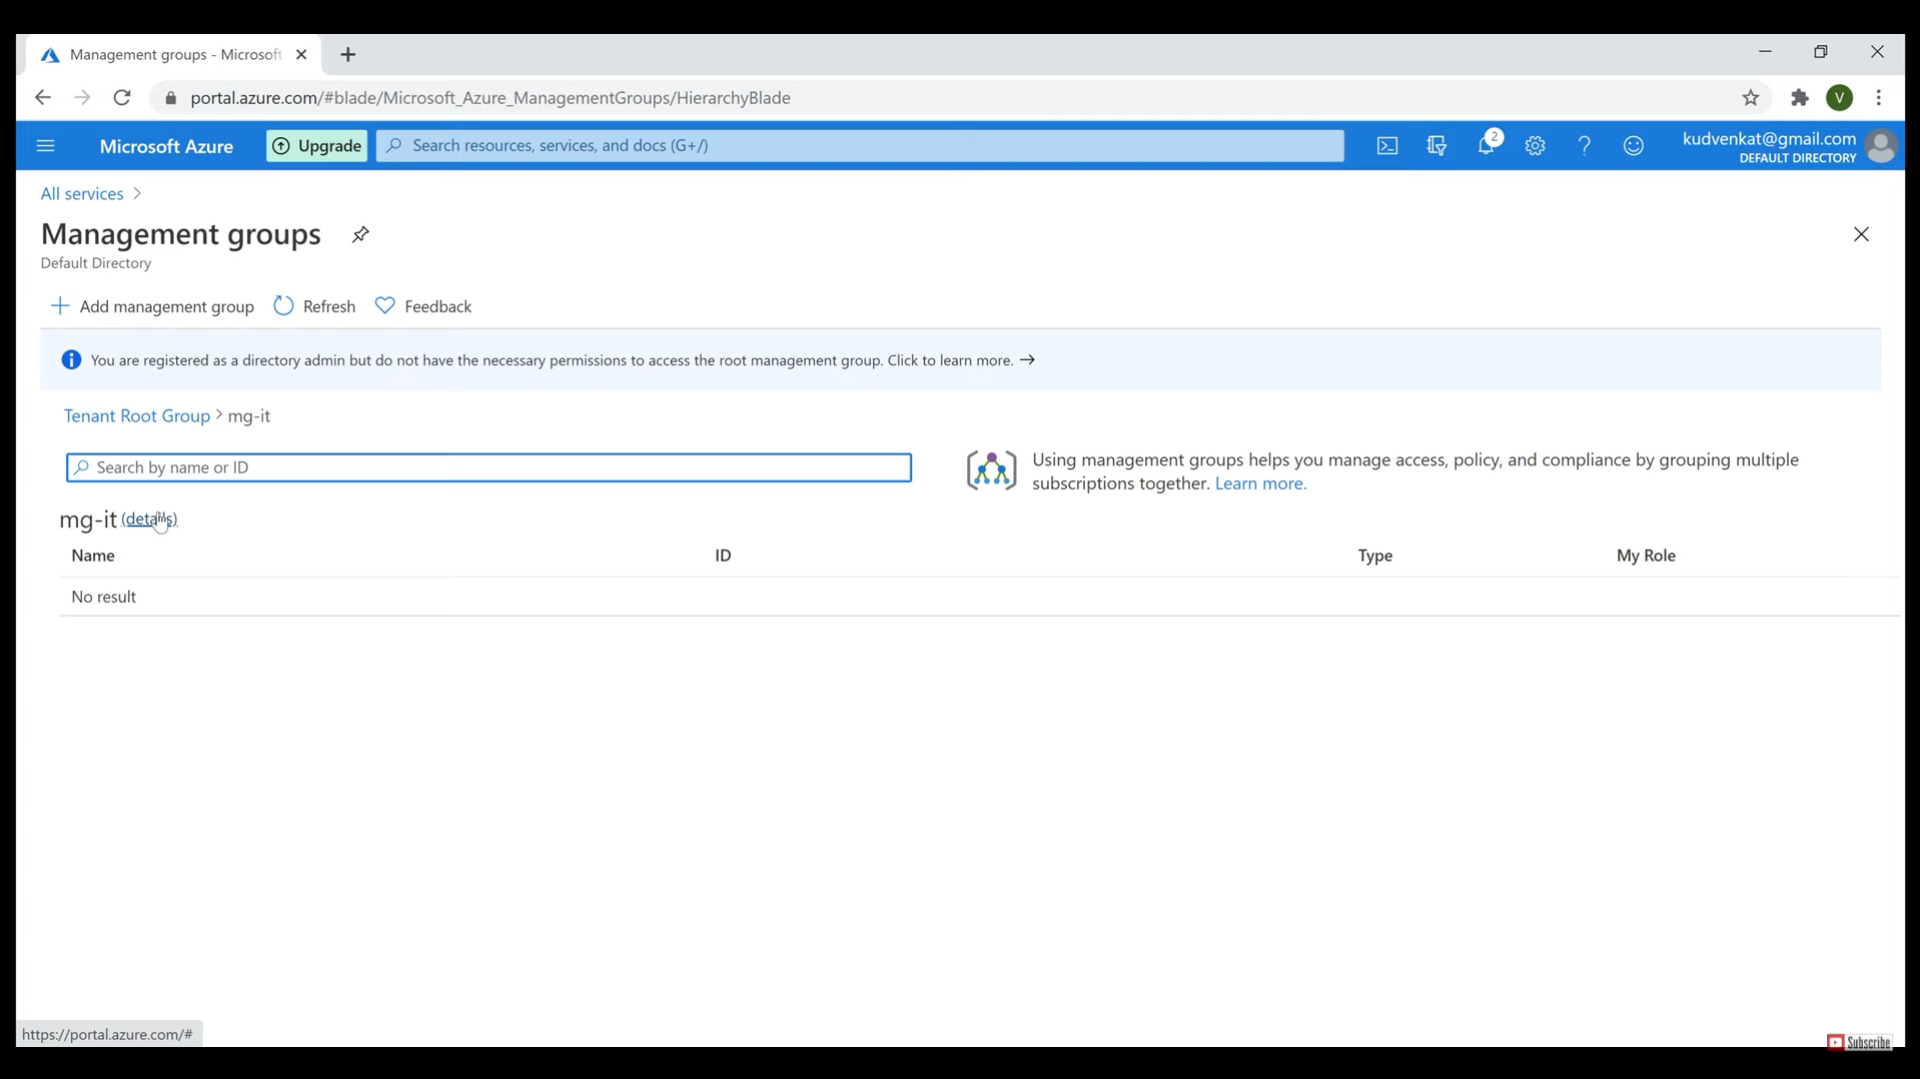 Management groups - Microsoft
portal.azure.com/#blade/Microsoft_Azure_ManagementGroups/HierarchyBlade
V
Microsoft Azure
Upgrade
Search resources, services, and docs (G+/)
2
kudvenkat@gmail.com
DEFAULT DIRECTORY
All services
Management groups
Default Directory
Add management group
Refresh
Feedback
You are registered as a directory admin but do not have the necessary permissions to access the root management group. Click to learn more. →
Tenant Root Group > mg-it
Search by name or ID
Using management groups helps you manage access, policy, and compliance by grouping multiple
subscriptions together. Learn more.
mg-it (details)
Name ID Type My Role
No result
https://portal.azure.com/#
Subscribe